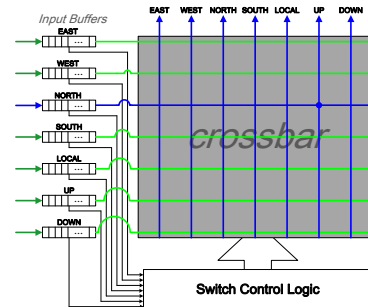 Input Buffers
EAST WEST NORTH SOUTH LOCAL UP DOWN
EAST
...
WEST
...
NORTH
...
SOUTH
...
LOCAL
...
UP
...
DOWN
...
crossbar
Switch Control Logic